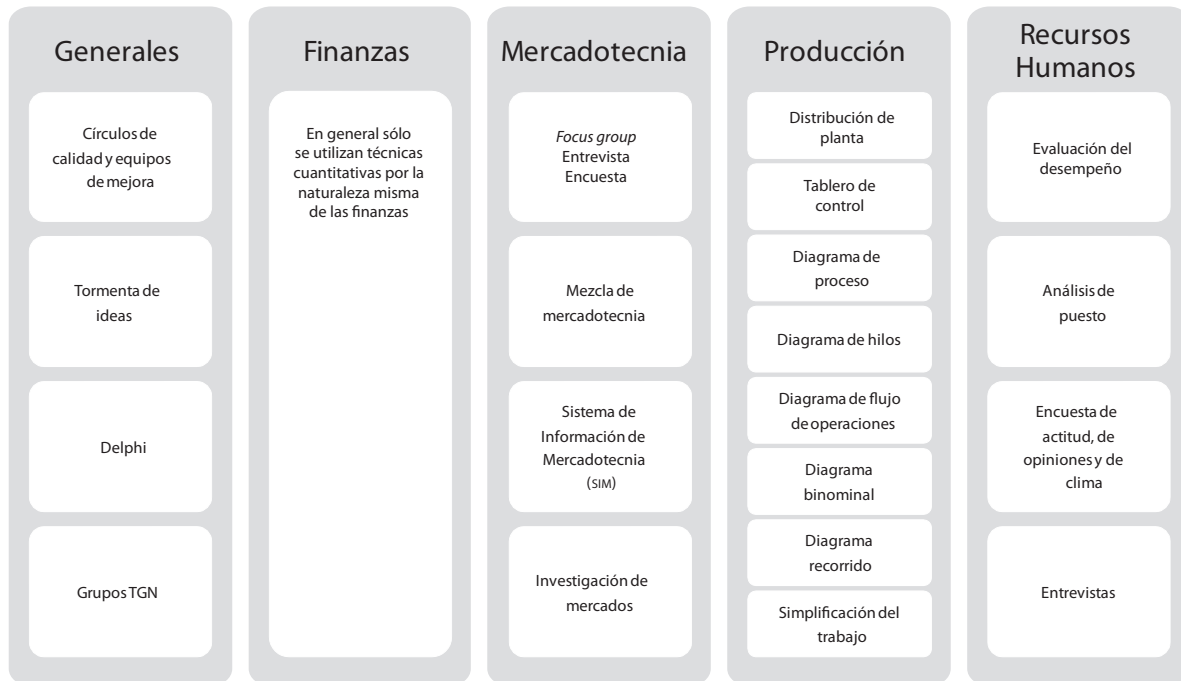 Generales
Círculos de
calidad y equipos
de mejora
Tormenta de
ideas
Delphi
Grupos TGN
Finanzas
En general sólo
se utilizan técnicas
cuantitativas por la
naturaleza misma
de las finanzas
Mercadotecnia
Focus group
Entrevista
Encuesta
Mezcla de
mercadotecnia
Sistema de
Información de
Mercadotecnia
(SIM)
Investigación de
mercados
Producción
Distribución de
planta
Tablero de
control
Diagrama de
proceso
Diagrama de hilos
Diagrama de flujo
de operaciones
Diagrama
binominal
Diagrama
recorrido
Simplificación del
trabajo
Recursos
Humanos
Evaluación del
desempeño
Análisis de
puesto
Encuesta de
actitud, de
opiniones y de
clima
Entrevistas